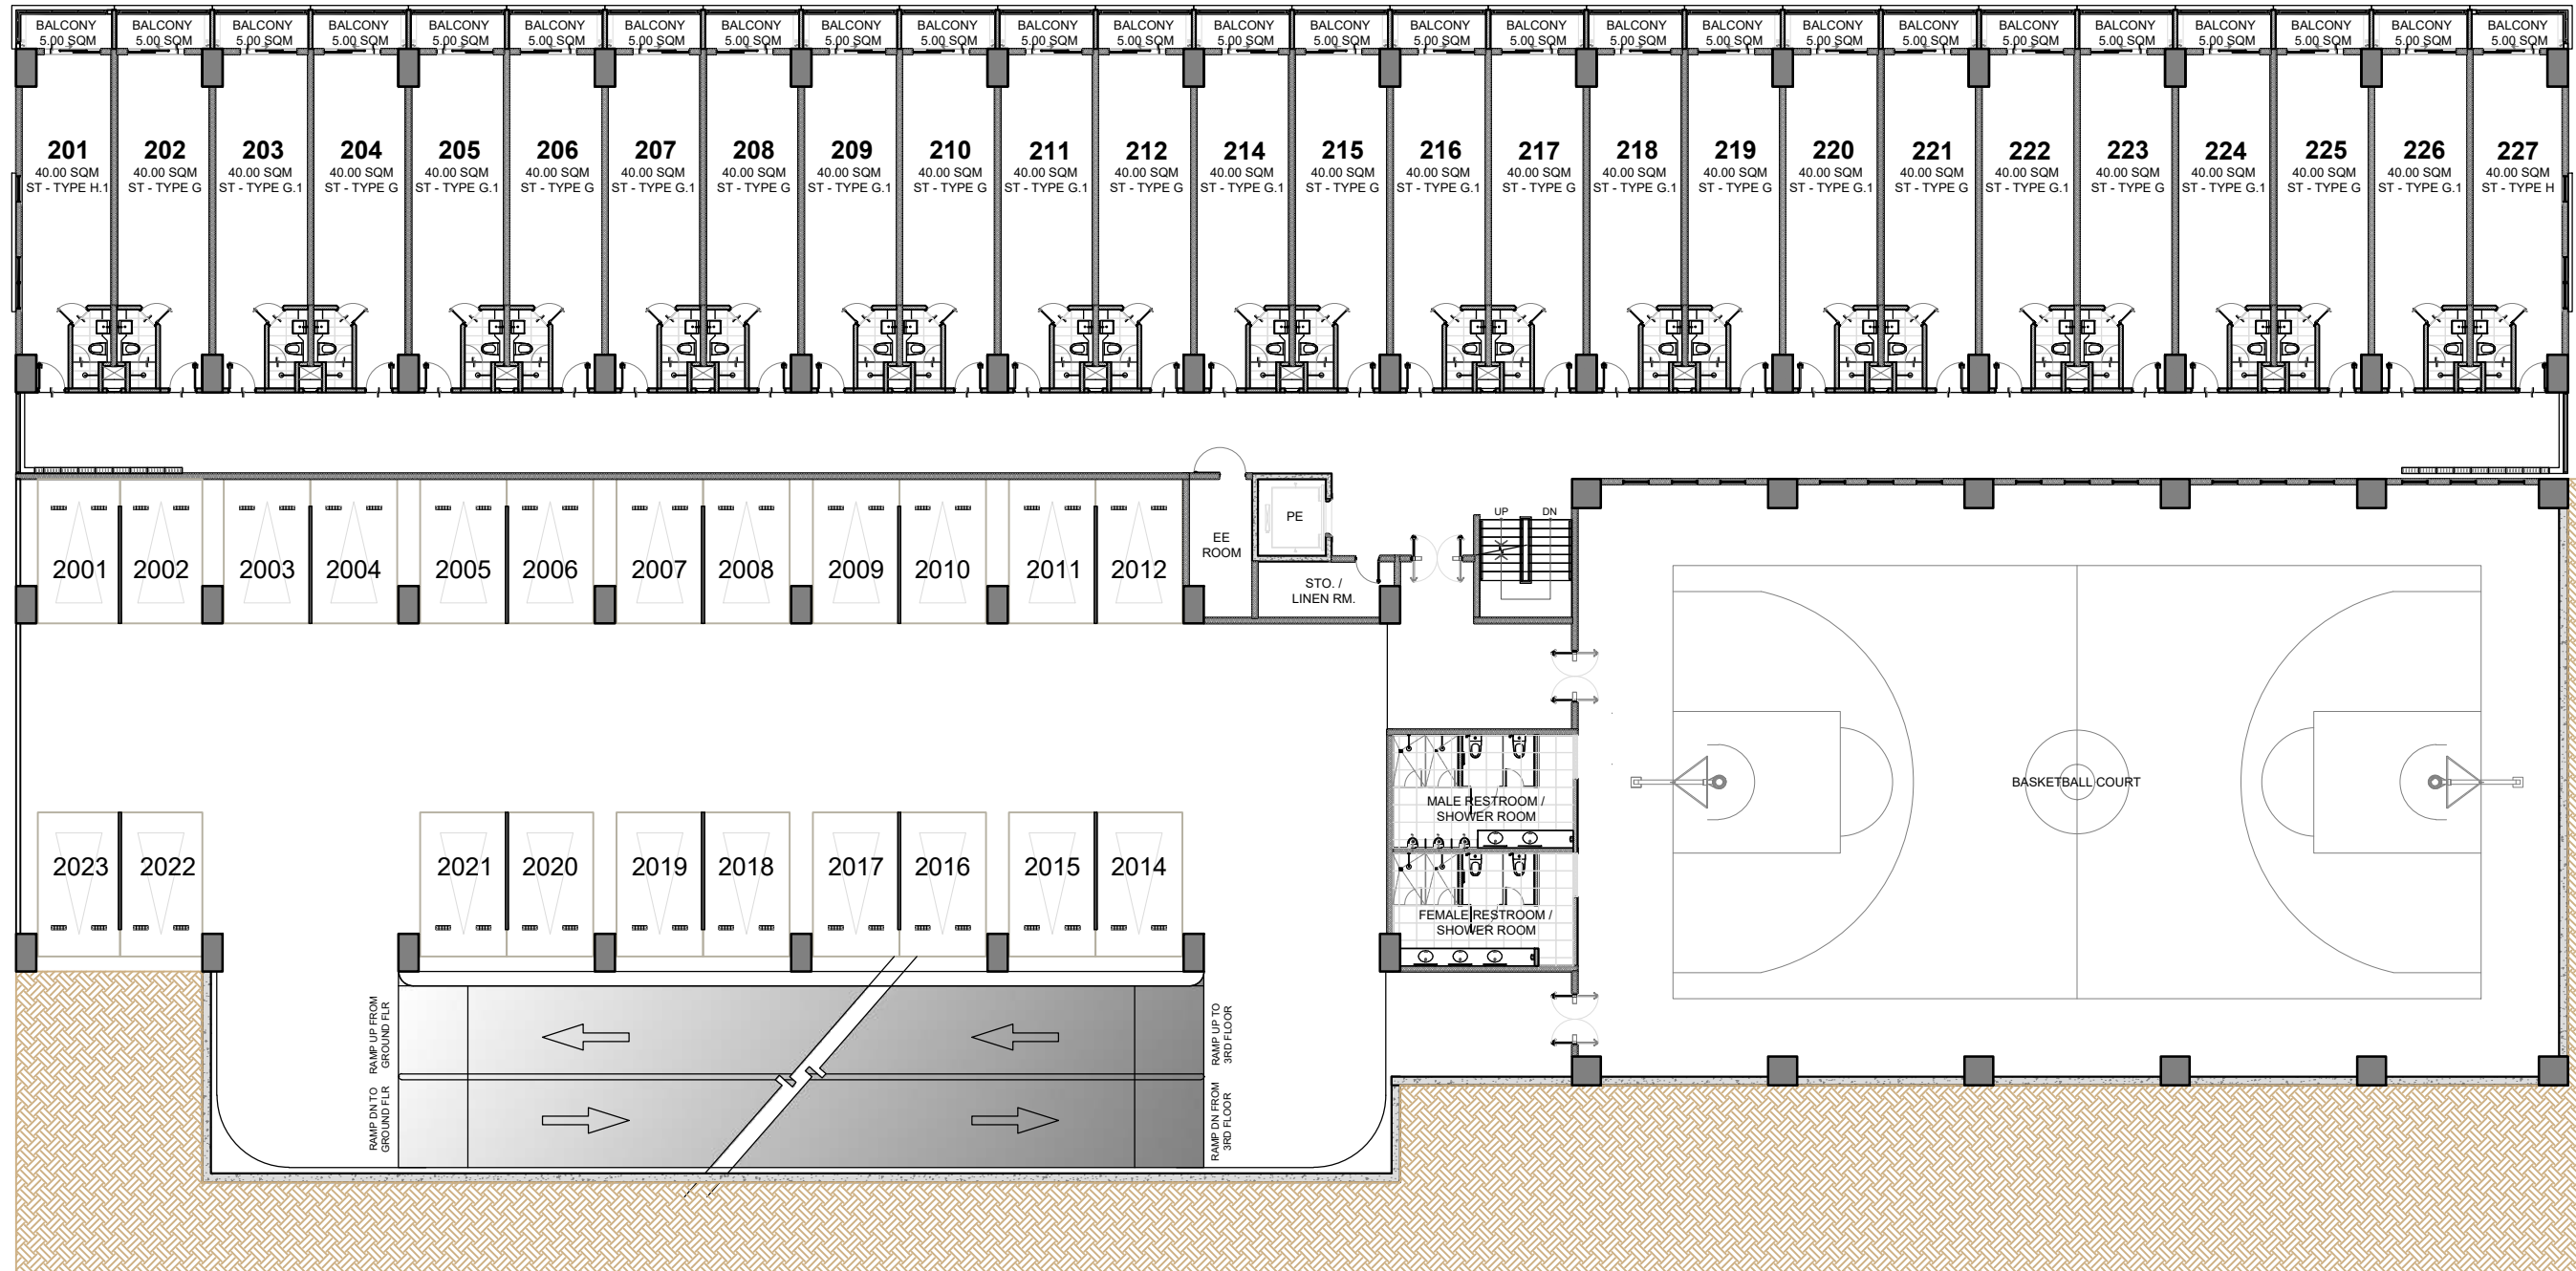 BALCONY
5.00 SQM
BALCONY
5.00 SQM
BALCONY
5.00 SQM
BALCONY
5.00 SQM
BALCONY
5.00 SQM
BALCONY
5.00 SQM
BALCONY
5.00 SQM
BALCONY
5.00 SQM
BALCONY
5.00 SQM
BALCONY
5.00 SQM
BALCONY
5.00 SQM
BALCONY
5.00 SQM
BALCONY
5.00 SQM
BALCONY
5.00 SQM
BALCONY
5.00 SQM
BALCONY
5.00 SQM
BALCONY
5.00 SQM
BALCONY
5.00 SQM
BALCONY
5.00 SQM
BALCONY
5.00 SQM
BALCONY
5.00 SQM
BALCONY
5.00 SQM
BALCONY
5.00 SQM
BALCONY
5.00 SQM
BALCONY
5.00 SQM
BALCONY
5.00 SQM
201
40.00 SQM
ST - TYPE H.1
202
40.00 SQM
ST - TYPE G
203
40.00 SQM
ST - TYPE G.1
204
40.00 SQM
ST - TYPE G
205
40.00 SQM
ST - TYPE G.1
206
40.00 SQM
ST - TYPE G
207
40.00 SQM
ST - TYPE G.1
208
40.00 SQM
ST - TYPE G
209
40.00 SQM
ST - TYPE G.1
210
40.00 SQM
ST - TYPE G
211
40.00 SQM
ST - TYPE G.1
212
40.00 SQM
ST - TYPE G
214
40.00 SQM
ST - TYPE G.1
215
40.00 SQM
ST - TYPE G
216
40.00 SQM
ST - TYPE G.1
217
40.00 SQM
ST - TYPE G
218
40.00 SQM
ST - TYPE G.1
219
40.00 SQM
ST - TYPE G
220
40.00 SQM
ST - TYPE G.1
221
40.00 SQM
ST - TYPE G
222
40.00 SQM
ST - TYPE G.1
223
40.00 SQM
ST - TYPE G
224
40.00 SQM
ST - TYPE G.1
225
40.00 SQM
ST - TYPE G
226
40.00 SQM
ST - TYPE G.1
227
40.00 SQM
ST - TYPE H
2001
2002
2003
2004
2005
2006
2007
2008
2009
2010
2011
2012
EE
ROOM
PE
STO. /
LINEN RM.
UP
DN
BASKETBALL COURT
MALE RESTROOM /
SHOWER ROOM
FEMALE RESTROOM /
SHOWER ROOM
2023
2022
2021
2020
2019
2018
2017
2016
2015
2014
RAMP UP FROM
GROUND FLR
RAMP DN TO
GROUND FLR
RAMP UP TO
3RD FLOOR
RAMP DN FROM
3RD FLOOR